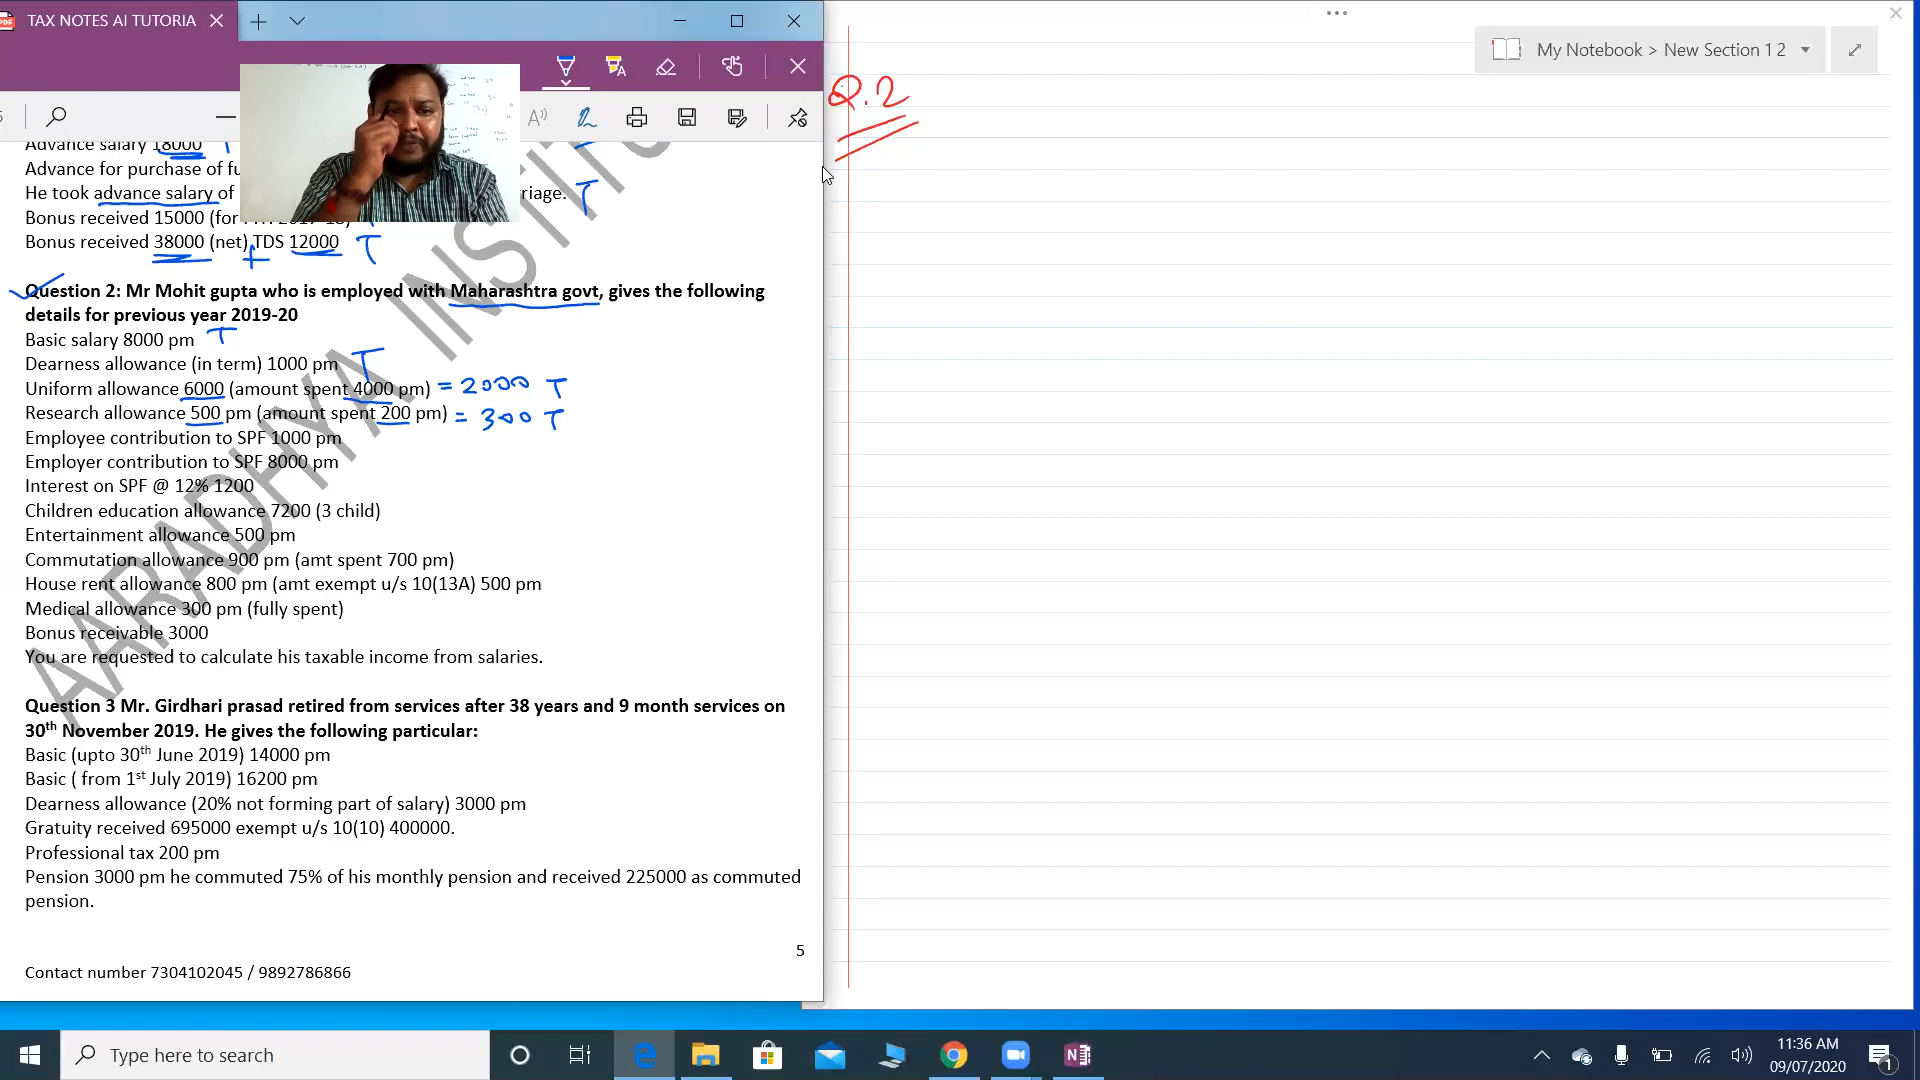 TAX NOTES AI TUTORIA
My Notebook > New Section 1 2
Q.2
Advance salary 18000 T
Advance for purchase of fu
He took advance salary of riage. T
Bonus received 15000 (for
Bonus received 38000 (net) TDS 12000 T
+
Question 2: Mr Mohit gupta who is employed with Maharashtra govt, gives the following
details for previous year 2019-20
Basic salary 8000 pm T
Dearness allowance (in term) 1000 pm T
Uniform allowance 6000 (amount spent 4000 pm) = 2000 T
Research allowance 500 pm (amount spent 200 pm) = 300 T
Employee contribution to SPF 1000 pm
Employer contribution to SPF 8000 pm
Interest on SPF @ 12% 1200
Children education allowance 7200 (3 child)
Entertainment allowance 500 pm
Commutation allowance 900 pm (amt spent 700 pm)
House rent allowance 800 pm (amt exempt u/s 10(13A) 500 pm
Medical allowance 300 pm (fully spent)
Bonus receivable 3000
You are requested to calculate his taxable income from salaries.
Question 3 Mr. Girdhari prasad retired from services after 38 years and 9 month services on
30th November 2019. He gives the following particular:
Basic (upto 30th June 2019) 14000 pm
Basic ( from 1st July 2019) 16200 pm
Dearness allowance (20% not forming part of salary) 3000 pm
Gratuity received 695000 exempt u/s 10(10) 400000.
Professional tax 200 pm
Pension 3000 pm he commuted 75% of his monthly pension and received 225000 as commuted
pension.
5
Contact number 7304102045 / 9892786866
AARADHYA INSTITU
Type here to search
11:36 AM
09/07/2020
1